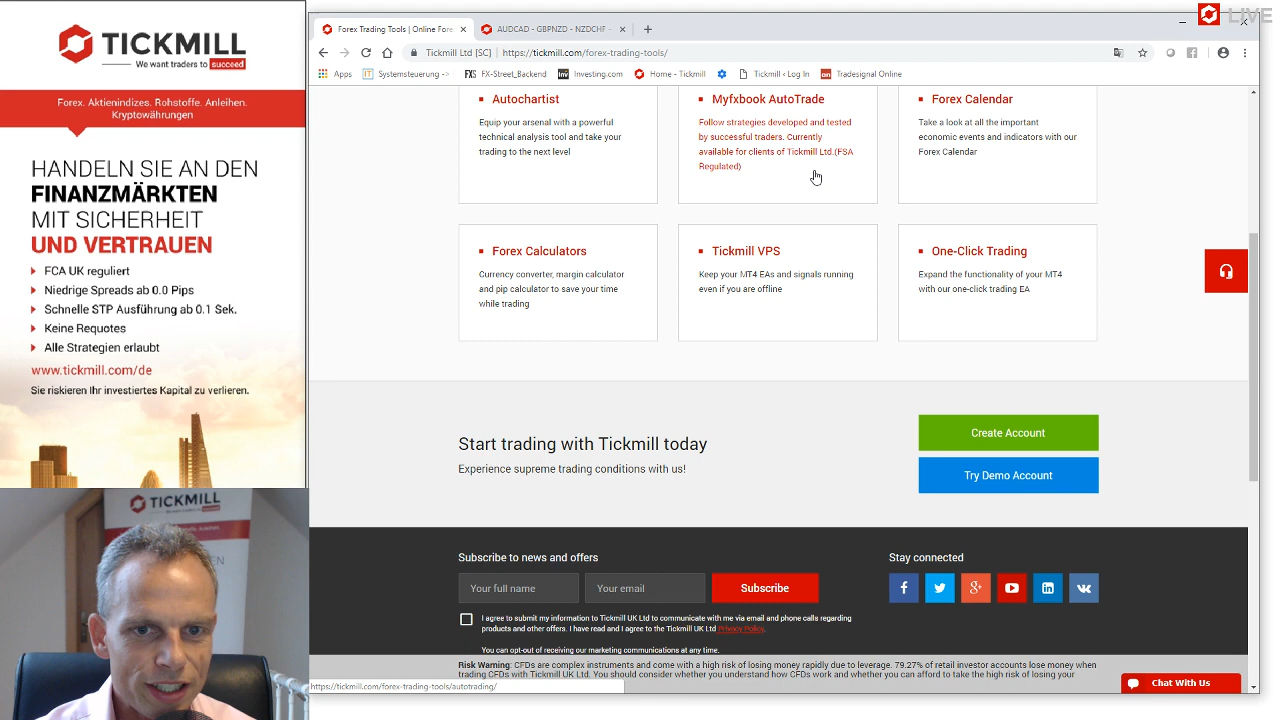 TICKMILL
We want traders to succeed
Forex. Aktienindizes. Rohstoffe. Anleihen.
Kryptowährungen
HANDELN SIE AN DEN
FINANZMÄRKTEN
MIT SICHERHEIT
UND VERTRAUEN
FCA UK reguliert
Niedrige Spreads ab 0.0 Pips
Schnelle STP Ausführung ab 0.1 Sek.
Keine Requotes
Alle Strategien erlaubt
www.tickmill.com/de
Sie riskieren Ihr investiertes Kapital zu verlieren.
TICKMILL
LIVE
Forex Trading Tools | Online Fore
AUDCAD - GBPNZD - NZDCHF -
Tickmill Ltd [SC] | https://tickmill.com/forex-trading-tools/
Apps
IT Systemsteuerung ->
FX FX-Street_Backend
Inv Investing.com
Home - Tickmill
Tickmill ‹ Log In
on Tradesignal Online
Autochartist
Equip your arsenal with a powerful
technical analysis tool and take your
trading to the next level
Myfxbook AutoTrade
Follow strategies developed and tested
by successful traders. Currently
available for clients of Tickmill Ltd.(FSA
Regulated)
Forex Calendar
Take a look at all the important
economic events and indicators with our
Forex Calendar
Forex Calculators
Currency converter, margin calculator
and pip calculator to save your time
while trading
Tickmill VPS
Keep your MT4 EAs and signals running
even if you are offline
One-Click Trading
Expand the functionality of your MT4
with our one-click trading EA
Start trading with Tickmill today
Experience supreme trading conditions with us!
Create Account
Try Demo Account
Subscribe to news and offers
Your full name
Your email
Subscribe
I agree to submit my information to Tickmill UK Ltd to communicate with me via email and phone calls regarding
products and other offers. I have read and I agree to the Tickmill UK Ltd Privacy Policy.
You can opt-out of receiving our marketing communications at any time.
Stay connected
Risk Warning: CFDs are complex instruments and come with a high risk of losing money rapidly due to leverage. 79.27% of retail investor accounts lose money when
trading CFDs with Tickmill UK Ltd. You should consider whether you understand how CFDs work and whether you can afford to take the high risk of losing your
https://tickmill.com/forex-trading-tools/autotrading/
Chat With Us